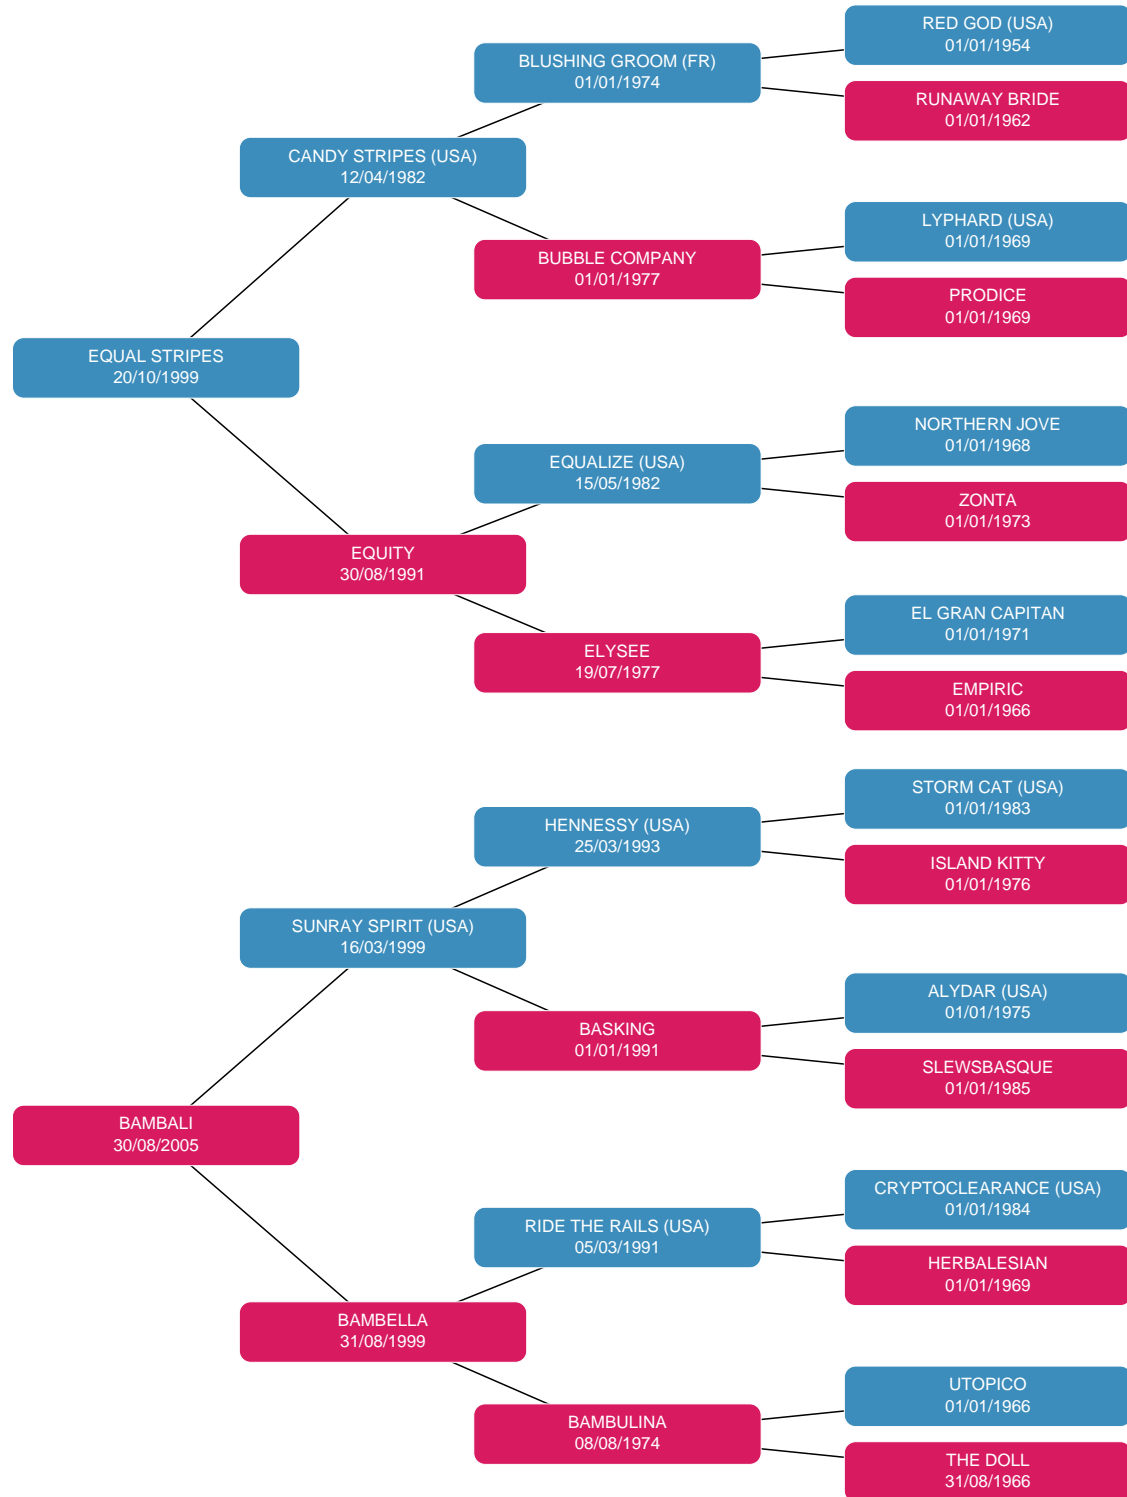 RED GOD (USA)
01/01/1954
BLUSHING GROOM (FR)
01/01/1974
RUNAWAY BRIDE
01/01/1962
CANDY STRIPES (USA)
12/04/1982
LYPHARD (USA)
01/01/1969
BUBBLE COMPANY
01/01/1977
PRODICE
01/01/1969
EQUAL STRIPES
20/10/1999
NORTHERN JOVE
01/01/1968
EQUALIZE (USA)
15/05/1982
ZONTA
01/01/1973
EQUITY
30/08/1991
EL GRAN CAPITAN
01/01/1971
ELYSEE
19/07/1977
EMPIRIC
01/01/1966
STORM CAT (USA)
01/01/1983
HENNESSY (USA)
25/03/1993
ISLAND KITTY
01/01/1976
SUNRAY SPIRIT (USA)
16/03/1999
ALYDAR (USA)
01/01/1975
BASKING
01/01/1991
SLEWSBASQUE
01/01/1985
BAMBALI
30/08/2005
CRYPTOCLEARANCE (USA)
01/01/1984
RIDE THE RAILS (USA)
05/03/1991
HERBALESIAN
01/01/1969
BAMBELLA
31/08/1999
UTOPICO
01/01/1966
BAMBULINA
08/08/1974
THE DOLL
31/08/1966